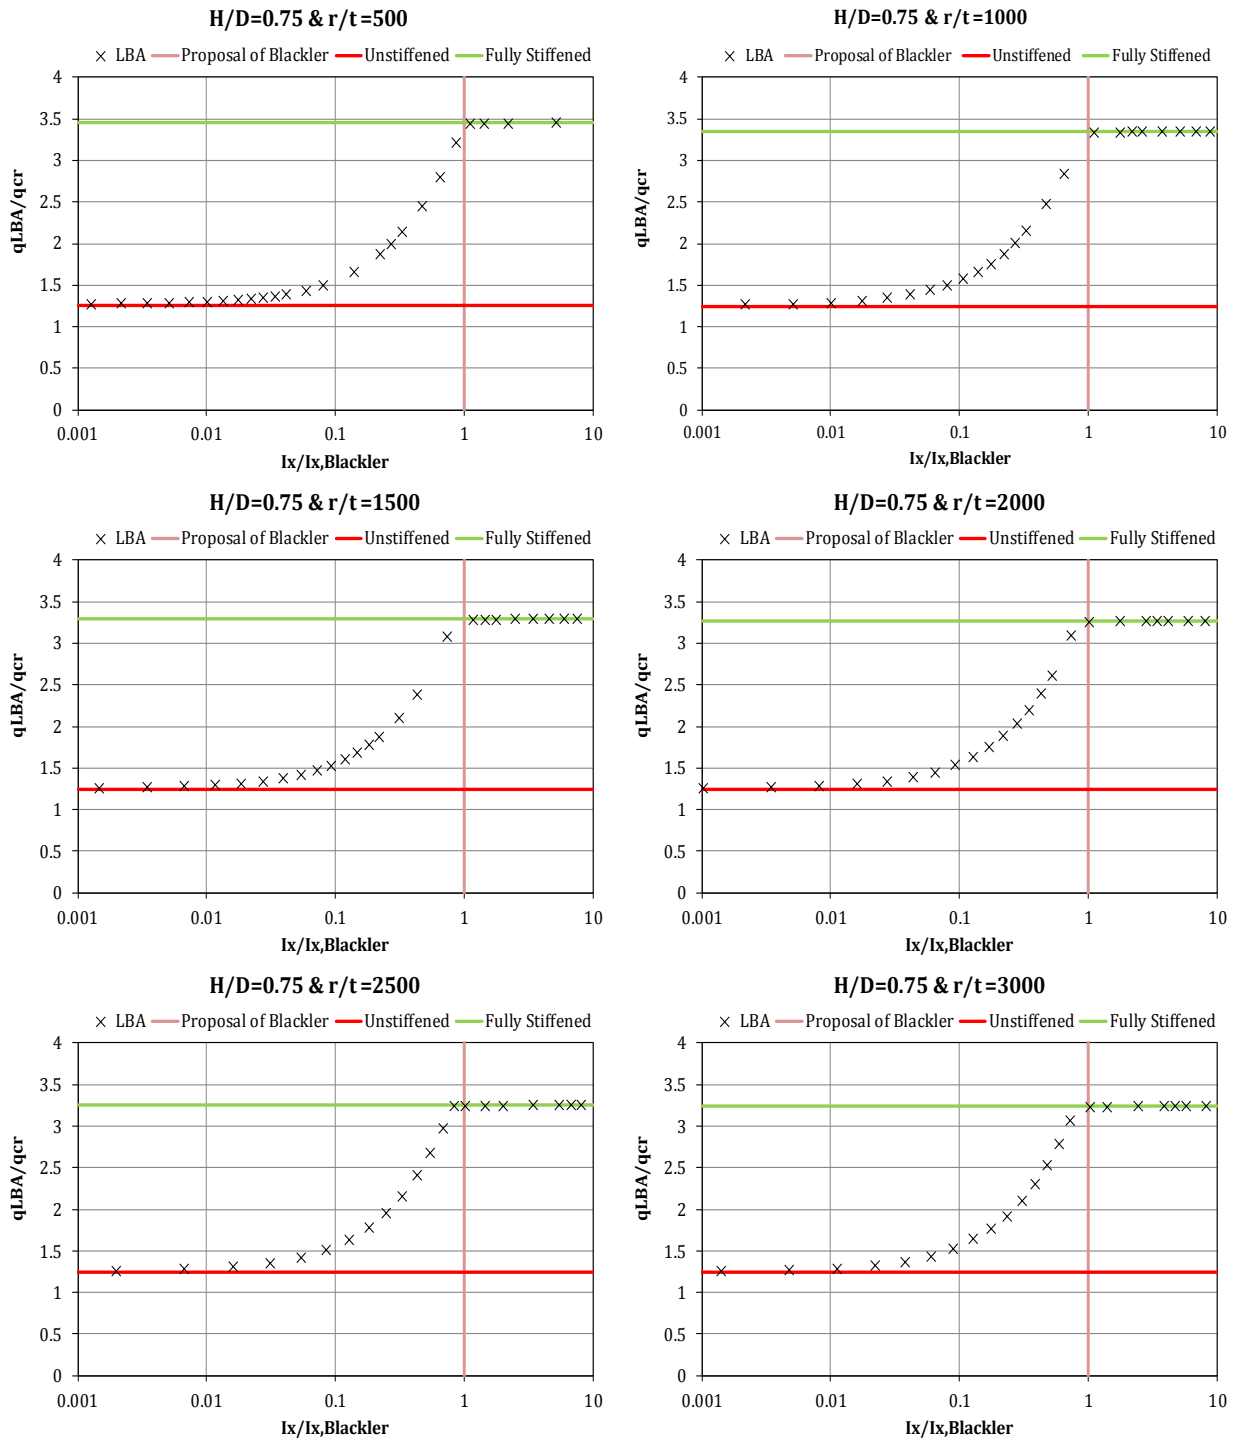 H/D=0.75 & r/t=500
LBA Proposal of Blackler Unstiffened Fully Stiffened
4
3.5
3
2.5
2
1.5
1
0.5
0
qLBA/qcr
0.001 0.01 0.1 1 10
Ix/Ix,Blackler
H/D=0.75 & r/t=1000
LBA Proposal of Blackler Unstiffened Fully Stiffened
4
3.5
3
2.5
2
1.5
1
0.5
0
qLBA/qcr
0.001 0.01 0.1 1 10
Ix/Ix,Blackler
H/D=0.75 & r/t=1500
LBA Proposal of Blackler Unstiffened Fully Stiffened
4
3.5
3
2.5
2
1.5
1
0.5
0
qLBA/qcr
0.001 0.01 0.1 1 10
Ix/Ix,Blackler
H/D=0.75 & r/t=2000
LBA Proposal of Blackler Unstiffened Fully Stiffened
4
3.5
3
2.5
2
1.5
1
0.5
0
qLBA/qcr
0.001 0.01 0.1 1 10
Ix/Ix,Blackler
H/D=0.75 & r/t=2500
LBA Proposal of Blackler Unstiffened Fully Stiffened
4
3.5
3
2.5
2
1.5
1
0.5
0
qLBA/qcr
0.001 0.01 0.1 1 10
Ix/Ix,Blackler
H/D=0.75 & r/t=3000
LBA Proposal of Blackler Unstiffened Fully Stiffened
4
3.5
3
2.5
2
1.5
1
0.5
0
qLBA/qcr
0.001 0.01 0.1 1 10
Ix/Ix,Blackler